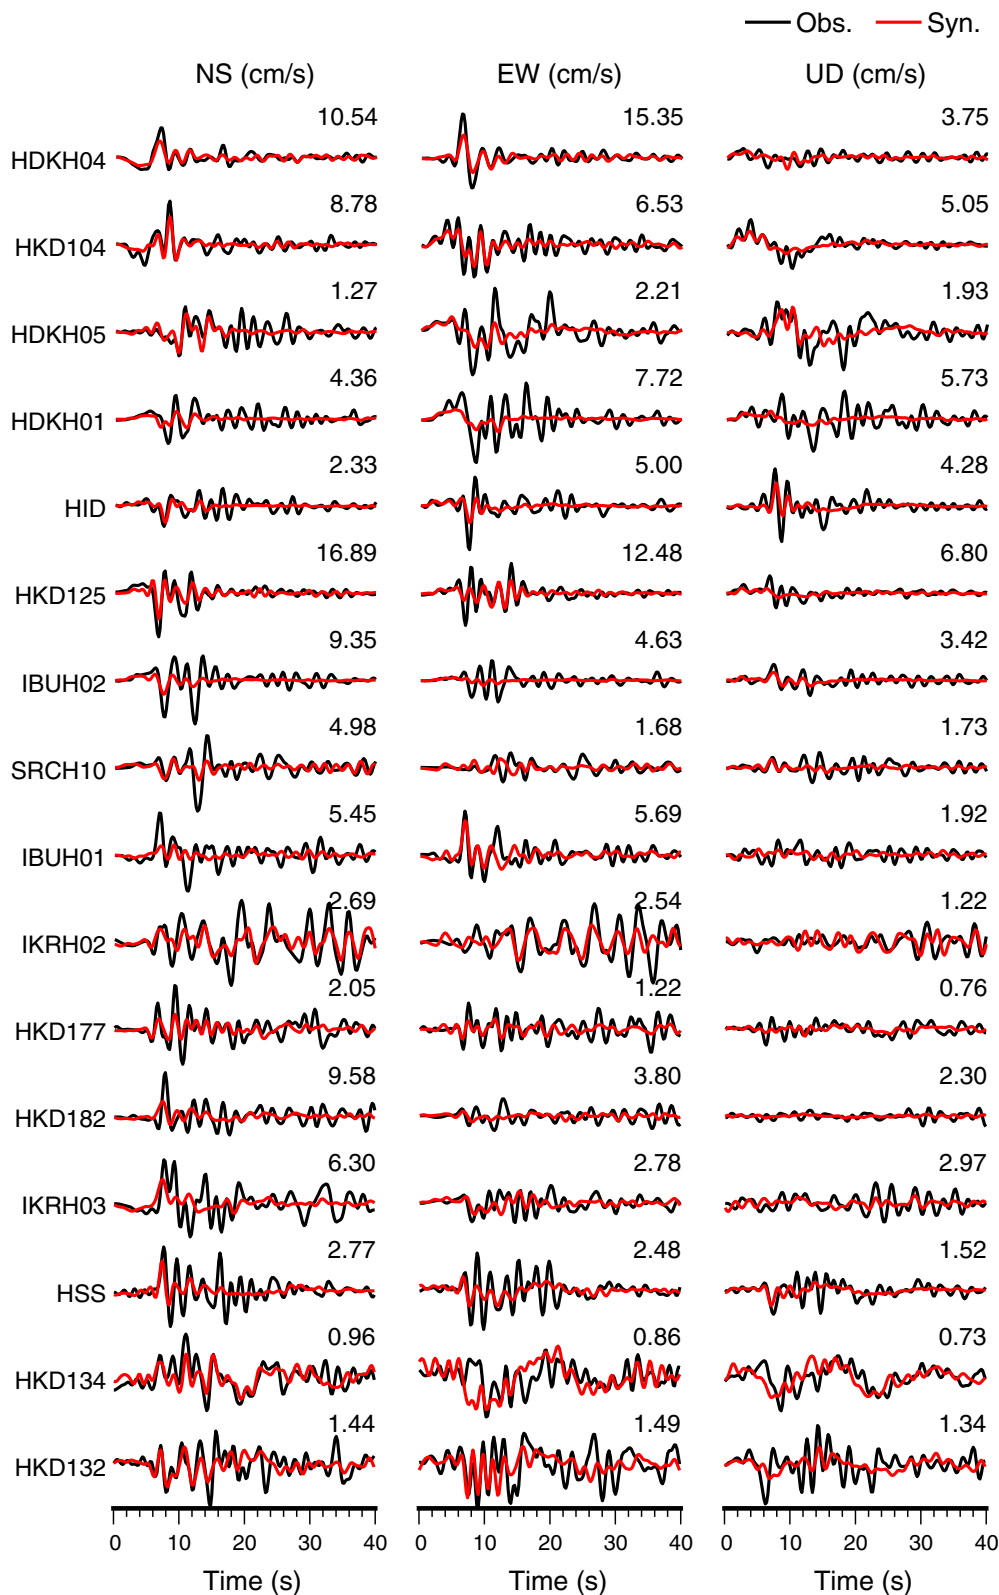 Obs. Syn.
NS (cm/s) EW (cm/s) UD (cm/s)
10.54 15.35 3.75
HDKH04
8.78 6.53 5.05
HKD104
1.27 2.21 1.93
HDKH05
4.36 7.72 5.73
HDKH01
2.33 5.00 4.28
HID
16.89 12.48 6.80
HKD125
9.35 4.63 3.42
IBUH02
4.98 1.68 1.73
SRCH10
5.45 5.69 1.92
IBUH01
2.69 2.54 1.22
IKRH02
2.05 1.22 0.76
HKD177
9.58 3.80 2.30
HKD182
6.30 2.78 2.97
IKRH03
2.77 2.48 1.52
HSS
0.96 0.86 0.73
HKD134
1.44 1.49 1.34
HKD132
0 10 20 30 40 0 10 20 30 40 0 10 20 30 40
Time (s) Time (s) Time (s)